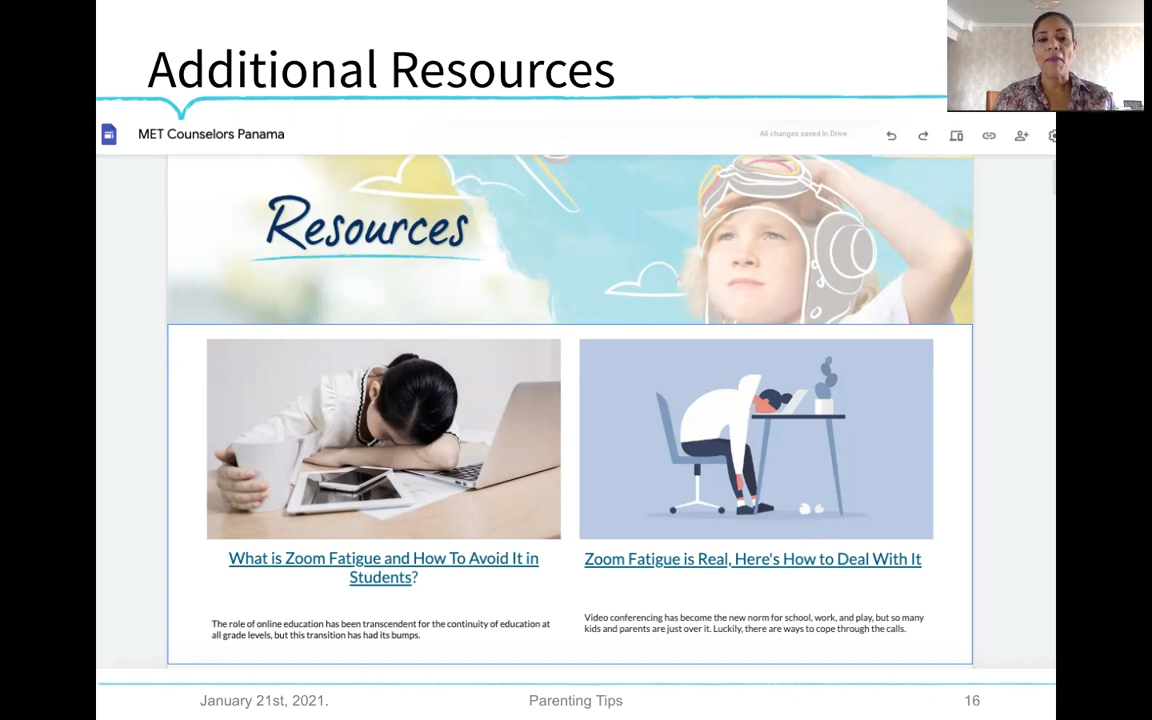 Additional Resources
MET Counselors Panama
All changes saved in Drive
Resources
What is Zoom Fatigue and How To Avoid It in
Students?
Zoom Fatigue is Real, Here's How to Deal With It
The role of online education has been transcendent for the continuity of education at
all grade levels, but this transition has had its bumps.
Video conferencing has become the new norm for school, work, and play, but so many
kids and parents are just over it. Luckily, there are ways to cope through the calls.
January 21st, 2021.
Parenting Tips
16